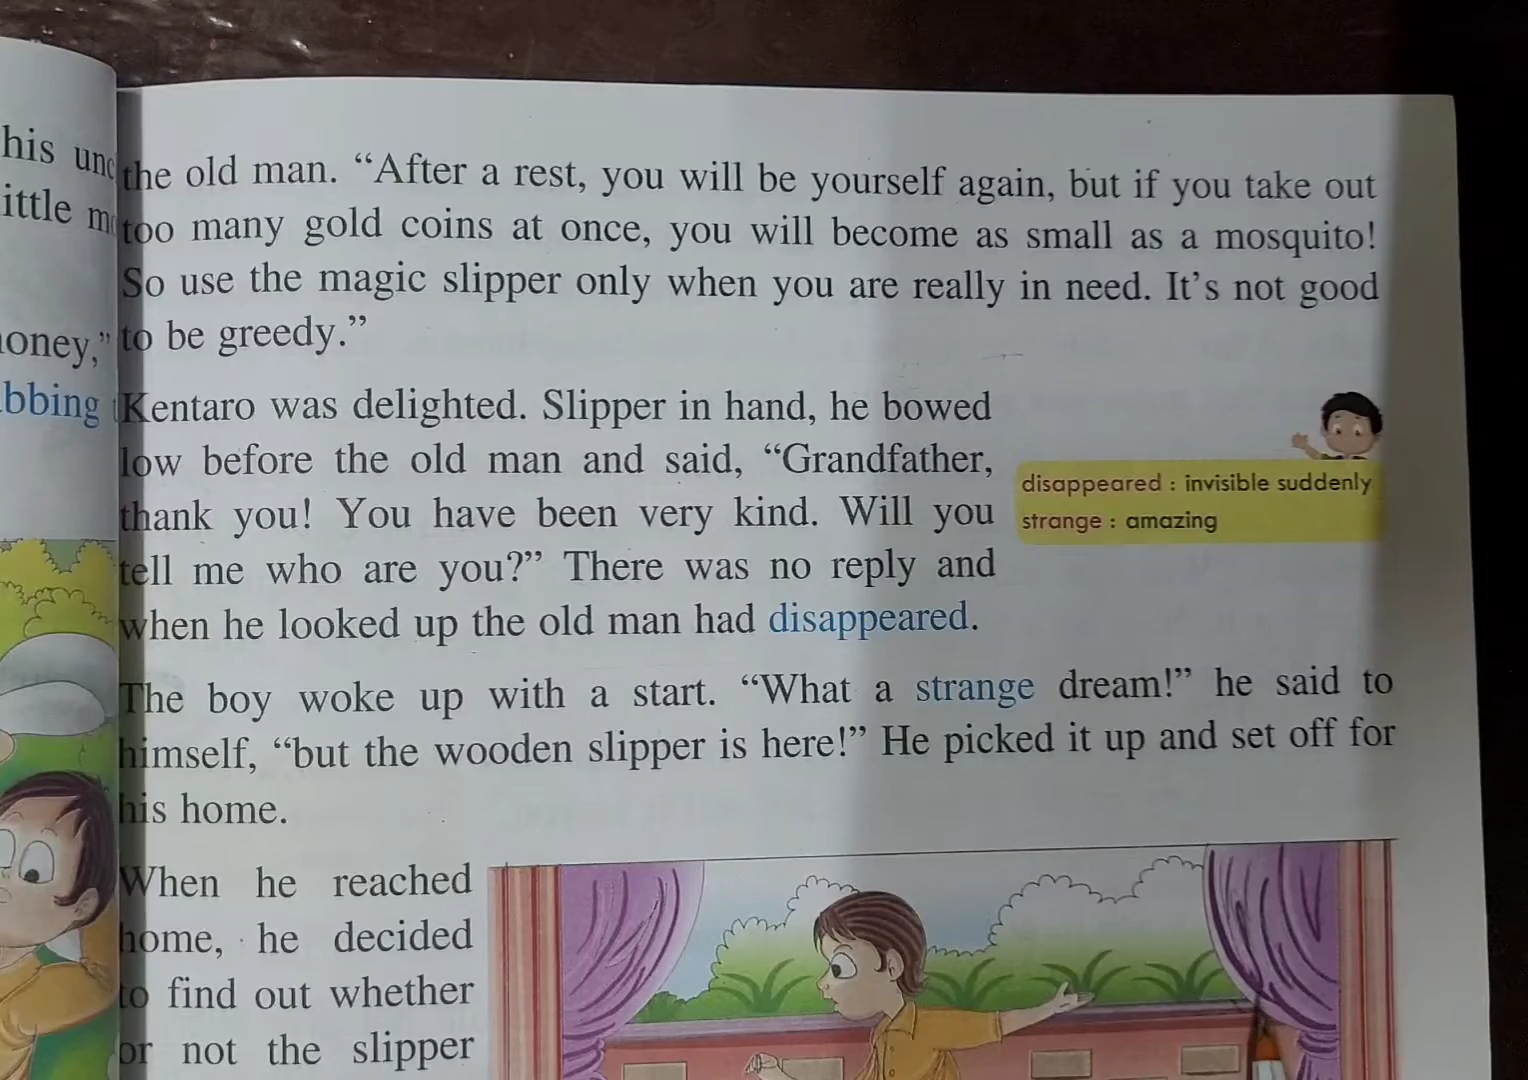 his
ittle
oney,”
bbing
the old man. “After a rest, you will be yourself again, but if you take out
too many gold coins at once, you will become as small as a mosquito!
So use the magic slipper only when you are really in need. It’s not good
to be greedy.”
Kentaro was delighted. Slipper in hand, he bowed
low before the old man and said, “Grandfather,
thank you! You have been very kind. Will you
tell me who are you?” There was no reply and
when he looked up the old man had disappeared.
disappeared : invisible suddenly
strange : amazing
The boy woke up with a start. “What a strange dream!” he said to
himself, “but the wooden slipper is here!” He picked it up and set off for
his home.
When he reached
home, he decided
to find out whether
or not the slipper